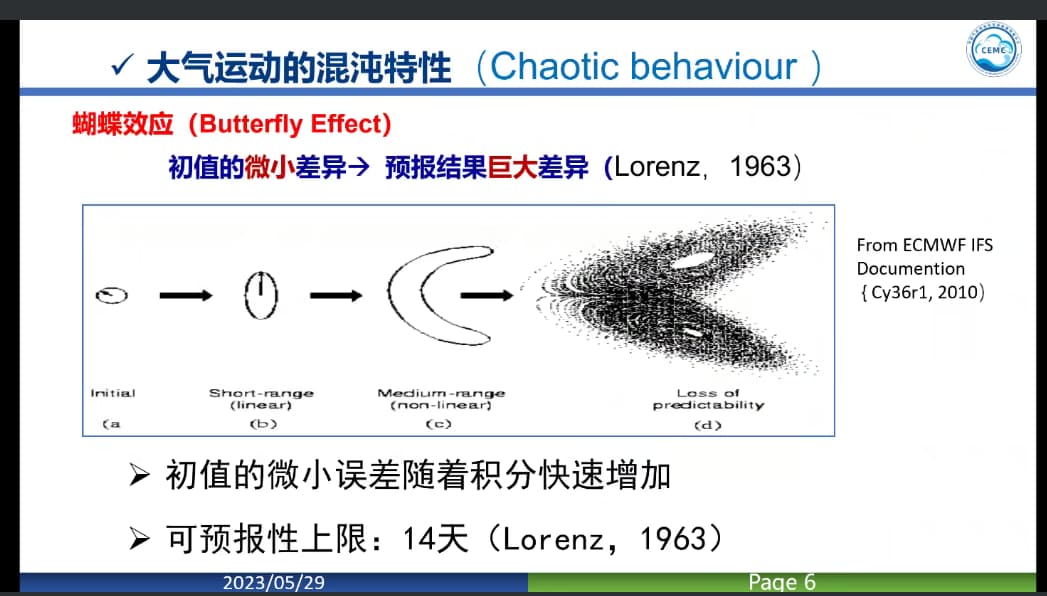 CEMC
✓ 大气运动的混沌特性（Chaotic behaviour ）
蝴蝶效应（Butterfly Effect）
初值的微小差异→ 预报结果巨大差异（Lorenz，1963）
From ECMWF IFS
Documention
{ Cy36r1, 2010）
Initial
(a
Short-range
(linear)
(b)
Medium-range
(non-linear)
(c)
Loss of
predictability
(d)
➢ 初值的微小误差随着积分快速增加
➢ 可预报性上限：14天（Lorenz，1963）
2023/05/29
Page 6